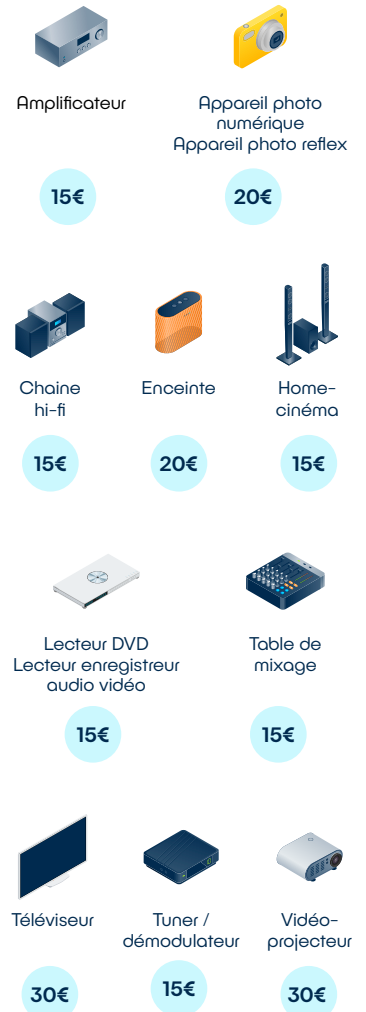 Amplificateur
Appareil photo
numérique
Appareil photo reflex
15€
20€
Chaine
hi-fi
Enceinte
Home-
cinéma
15€
20€
15€
Lecteur DVD
Lecteur enregistreur
audio vidéo
Table de
mixage
15€
15€
Téléviseur
Tuner /
démodulateur
Vidéo-
projecteur
30€
15€
30€